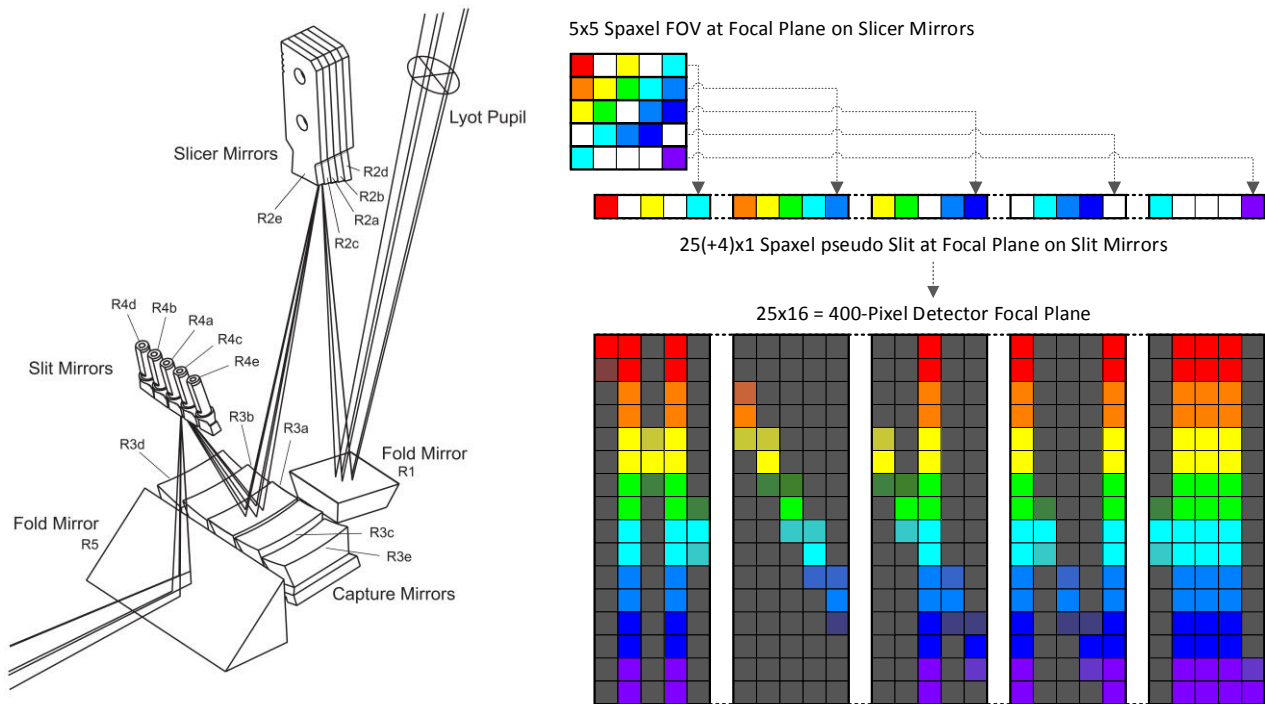 Lyot Pupil
Slicer Mirrors
R2d
R2b
R2a
R2e
R2c
R4d
R4b
R4a
R4c
R4e
Slit Mirrors
R3b
R3a
R3d
Fold Mirror
R1
Fold Mirror
R5
R3c
R3e
Capture Mirrors
5x5 Spaxel FOV at Focal Plane on Slicer Mirrors
25(+4)x1 Spaxel pseudo Slit at Focal Plane on Slit Mirrors
25x16 = 400-Pixel Detector Focal Plane